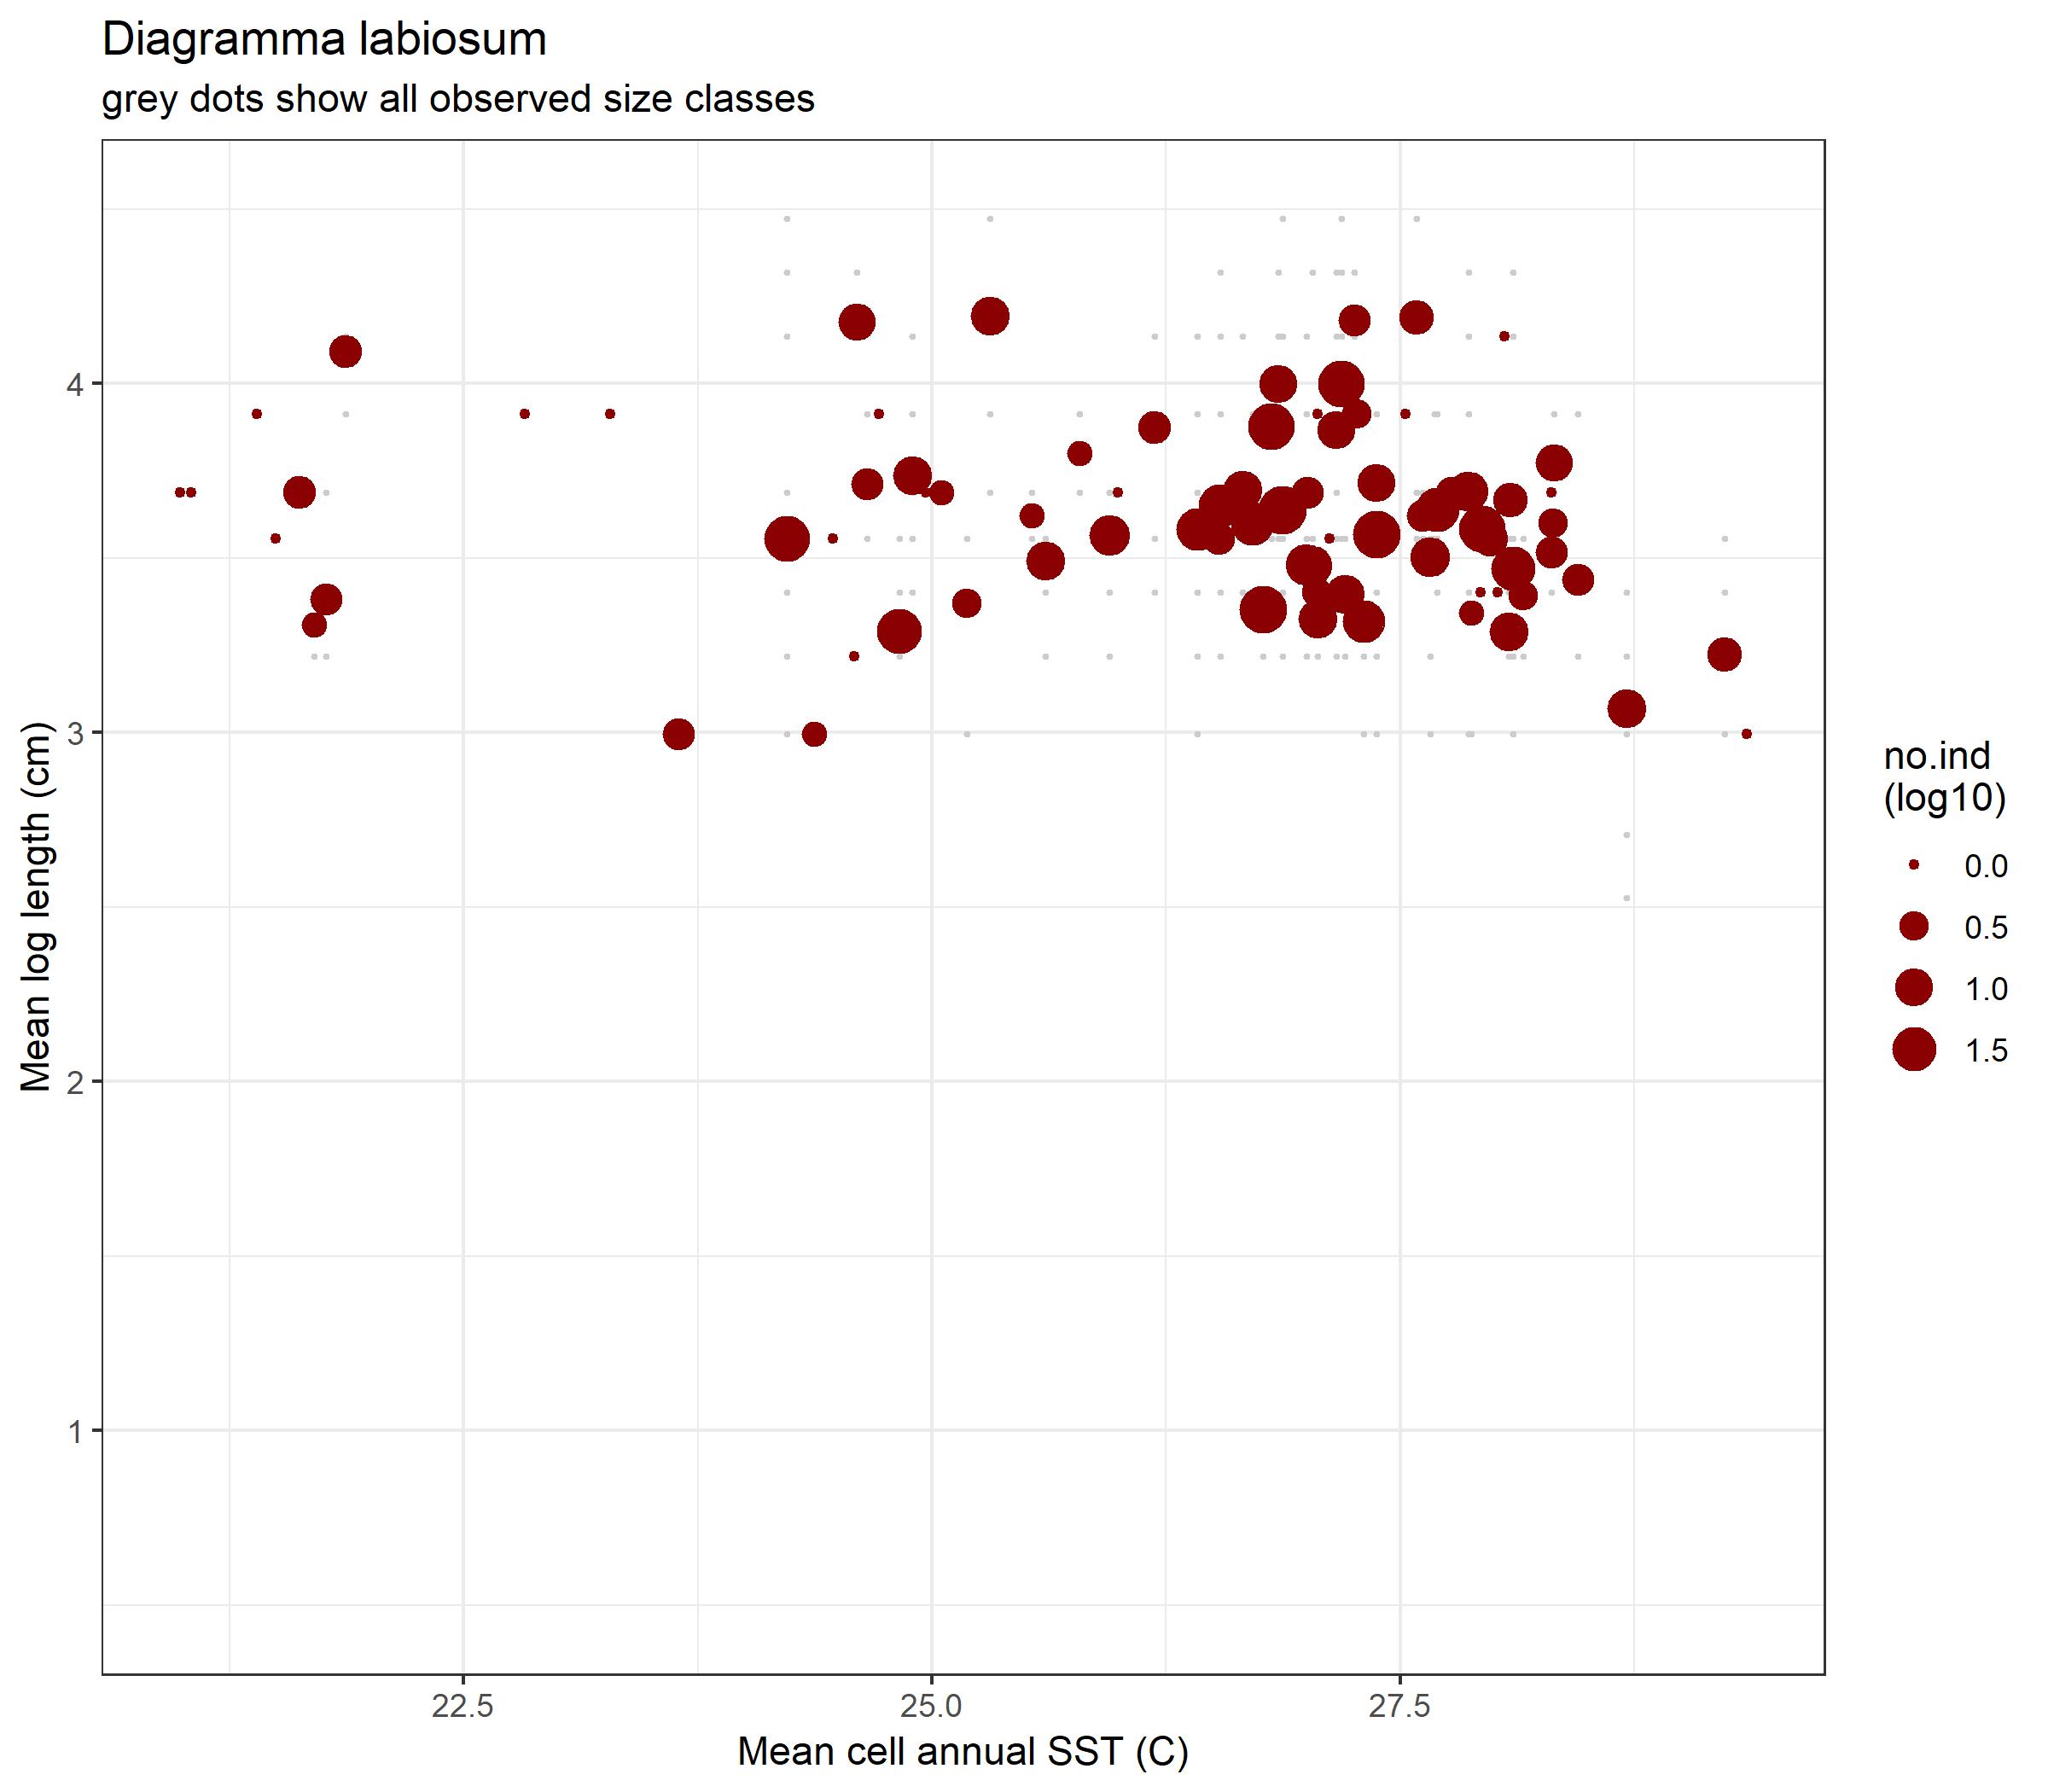 Diagramma labiosum
grey dots show all observed size classes
Mean log length (cm)
4
3
2
1
22.5
25.0
27.5
Mean cell annual SST (C)
no.ind
(log10)
0.0
0.5
1.0
1.5